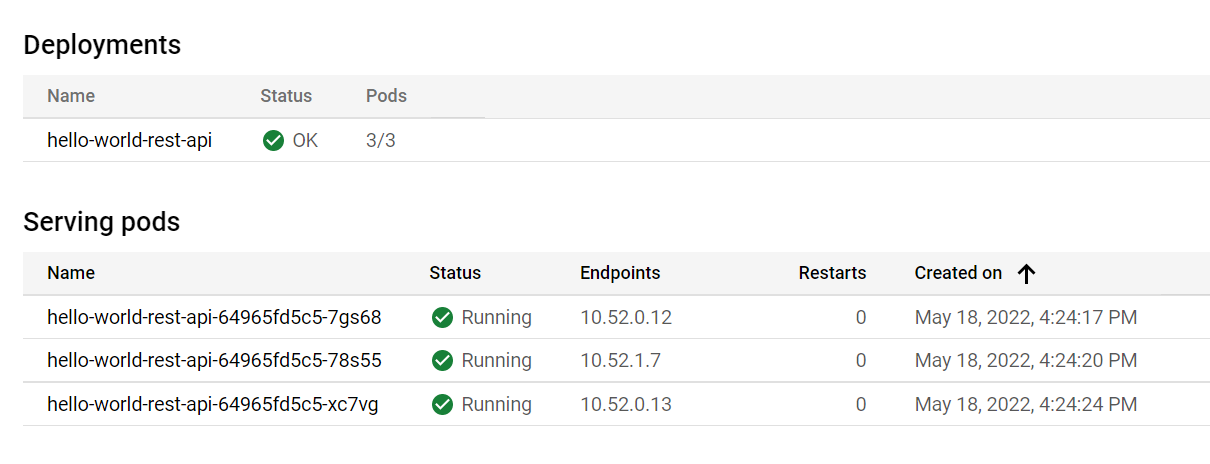 Deployments
Name Status Pods
hello-world-rest-api OK 3/3
Serving pods
Name Status Endpoints Restarts Created on
hello-world-rest-api-64965fd5c5-7gs68 Running 10.52.0.12 0 May 18, 2022, 4:24:17 PM
hello-world-rest-api-64965fd5c5-78s55 Running 10.52.1.7 0 May 18, 2022, 4:24:20 PM
hello-world-rest-api-64965fd5c5-xc7vg Running 10.52.0.13 0 May 18, 2022, 4:24:24 PM